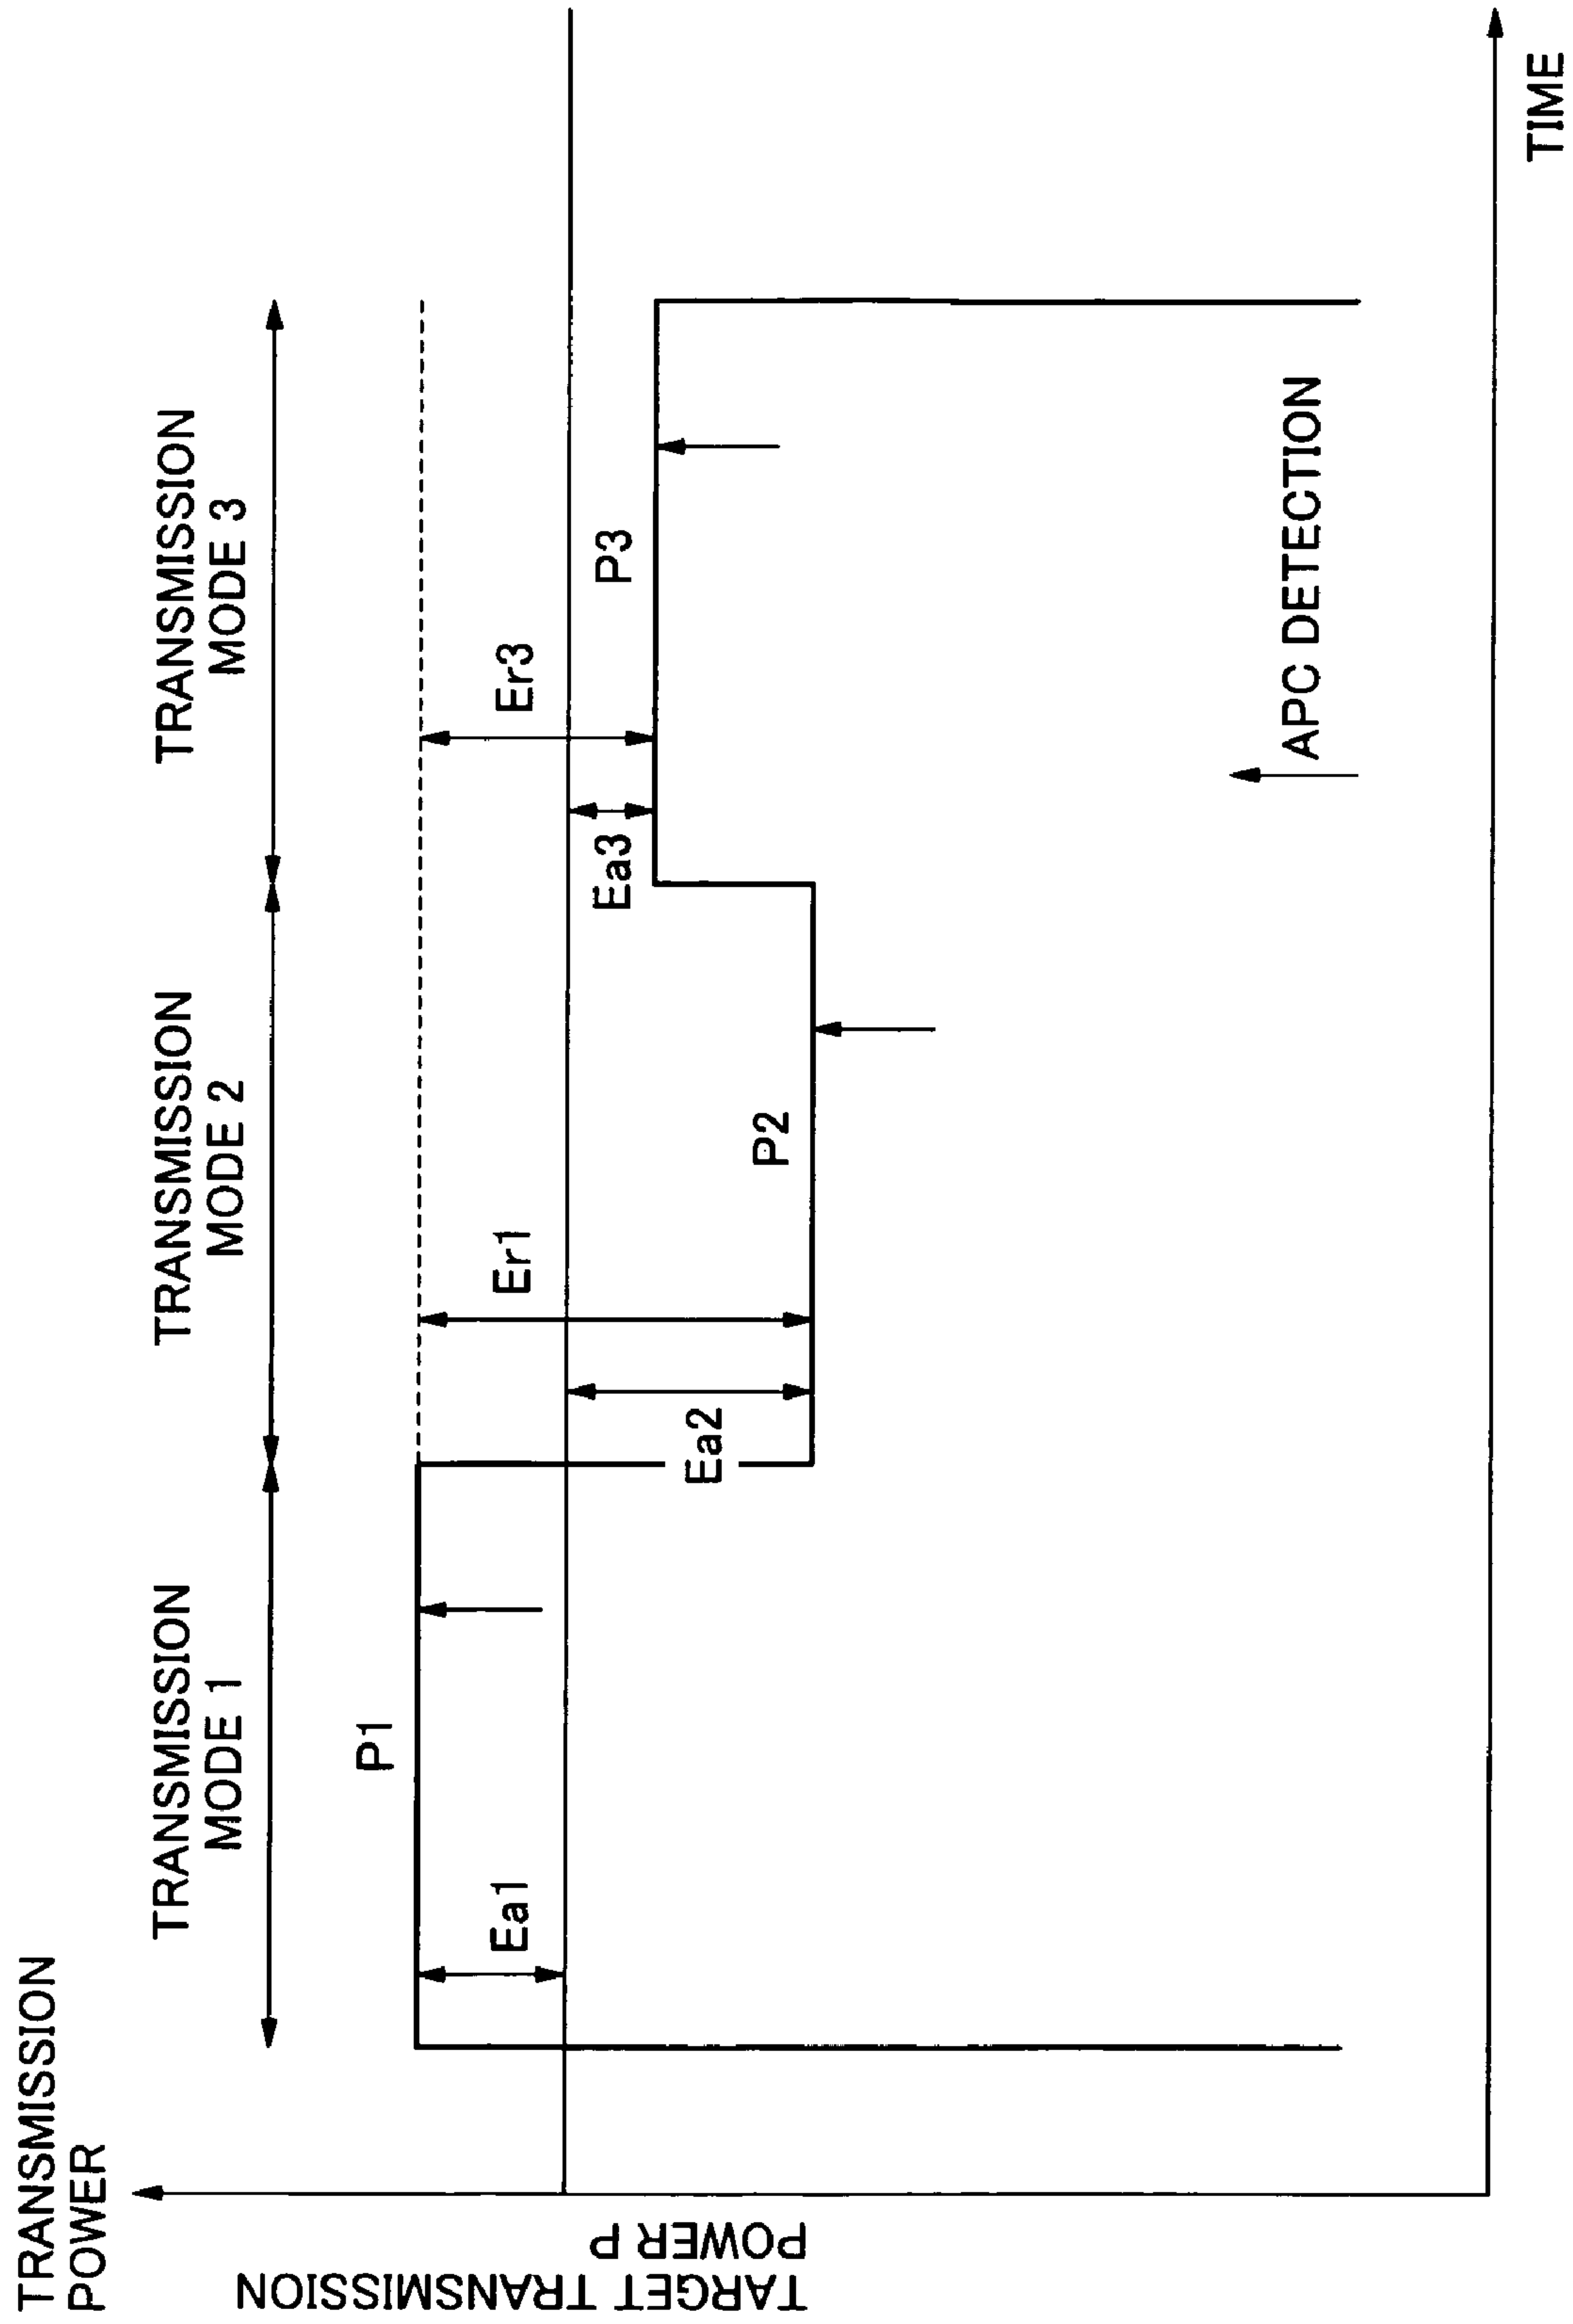 TRANSMISSION
POWER
TRANSMISSION
MODE 1
TRANSMISSION
MODE 2
TRANSMISSION
MODE 3
P1
Ea1
Er1
Er3
Ea2
Ea3
P2
P3
TARGET TRANSMISSION
POWER P
APC DETECTION
TIME